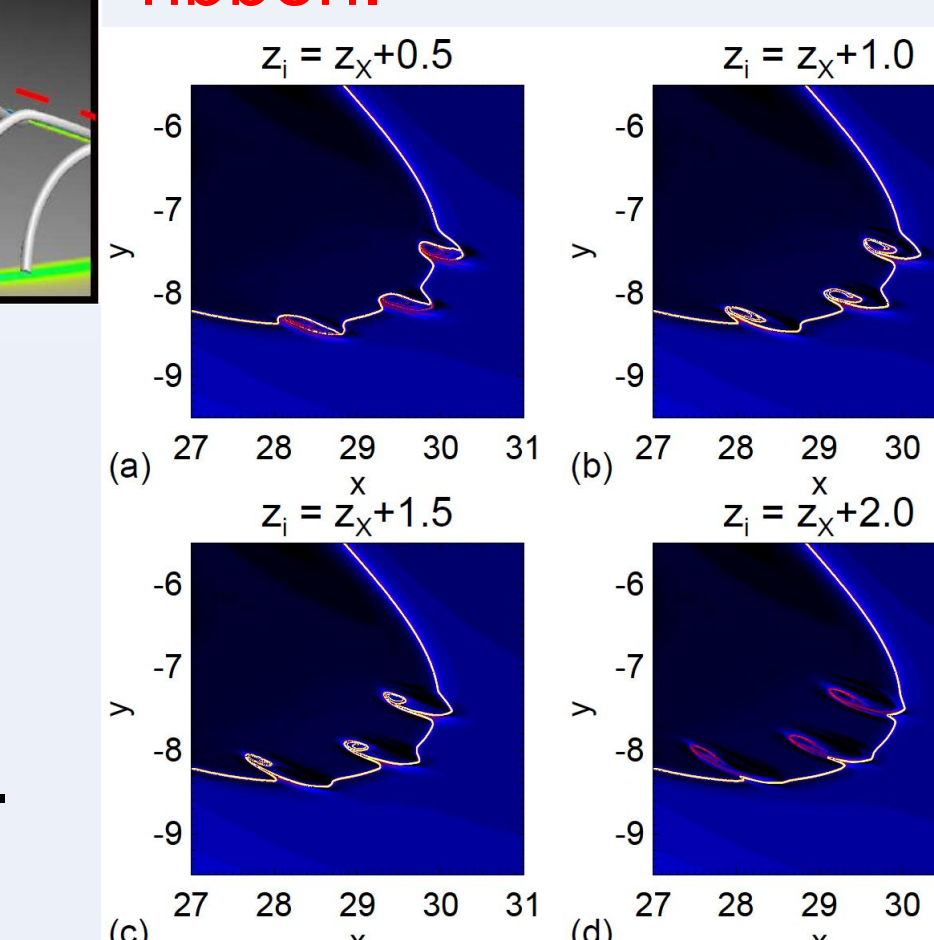 z_i = z_X+0.5
z_i = z_X+1.0
-6
-7
-8
-9
y
27 28 29 30 31
x
(a)
-6
-7
-8
-9
y
27 28 29 30
x
(b)
z_i = z_X+1.5
z_i = z_X+2.0
-6
-7
-8
-9
y
27 28 29 30 31
(c)
-6
-7
-8
-9
y
27 28 29 30
(d)